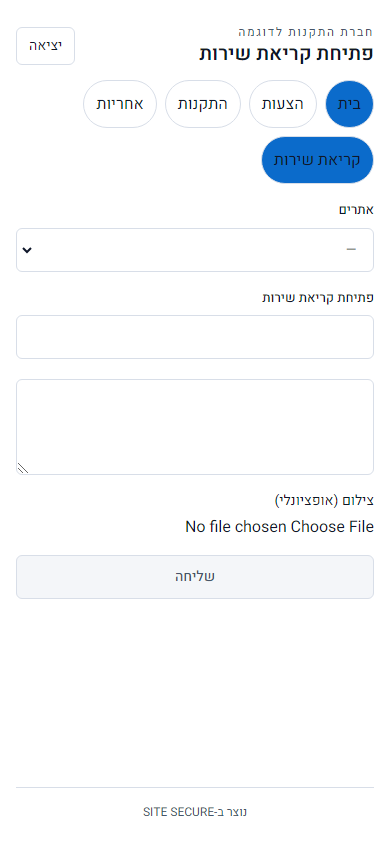 חברת התקנות לדוגמה
פתיחת קריאת שירות
יציאה
בית
הצעות
התקנות
אחריות
קריאת שירות
אתרים
—
פתיחת קריאת שירות
צילום (אופציונלי)
No file chosen Choose File
שליחה
נוצר ב-SITE SECURE